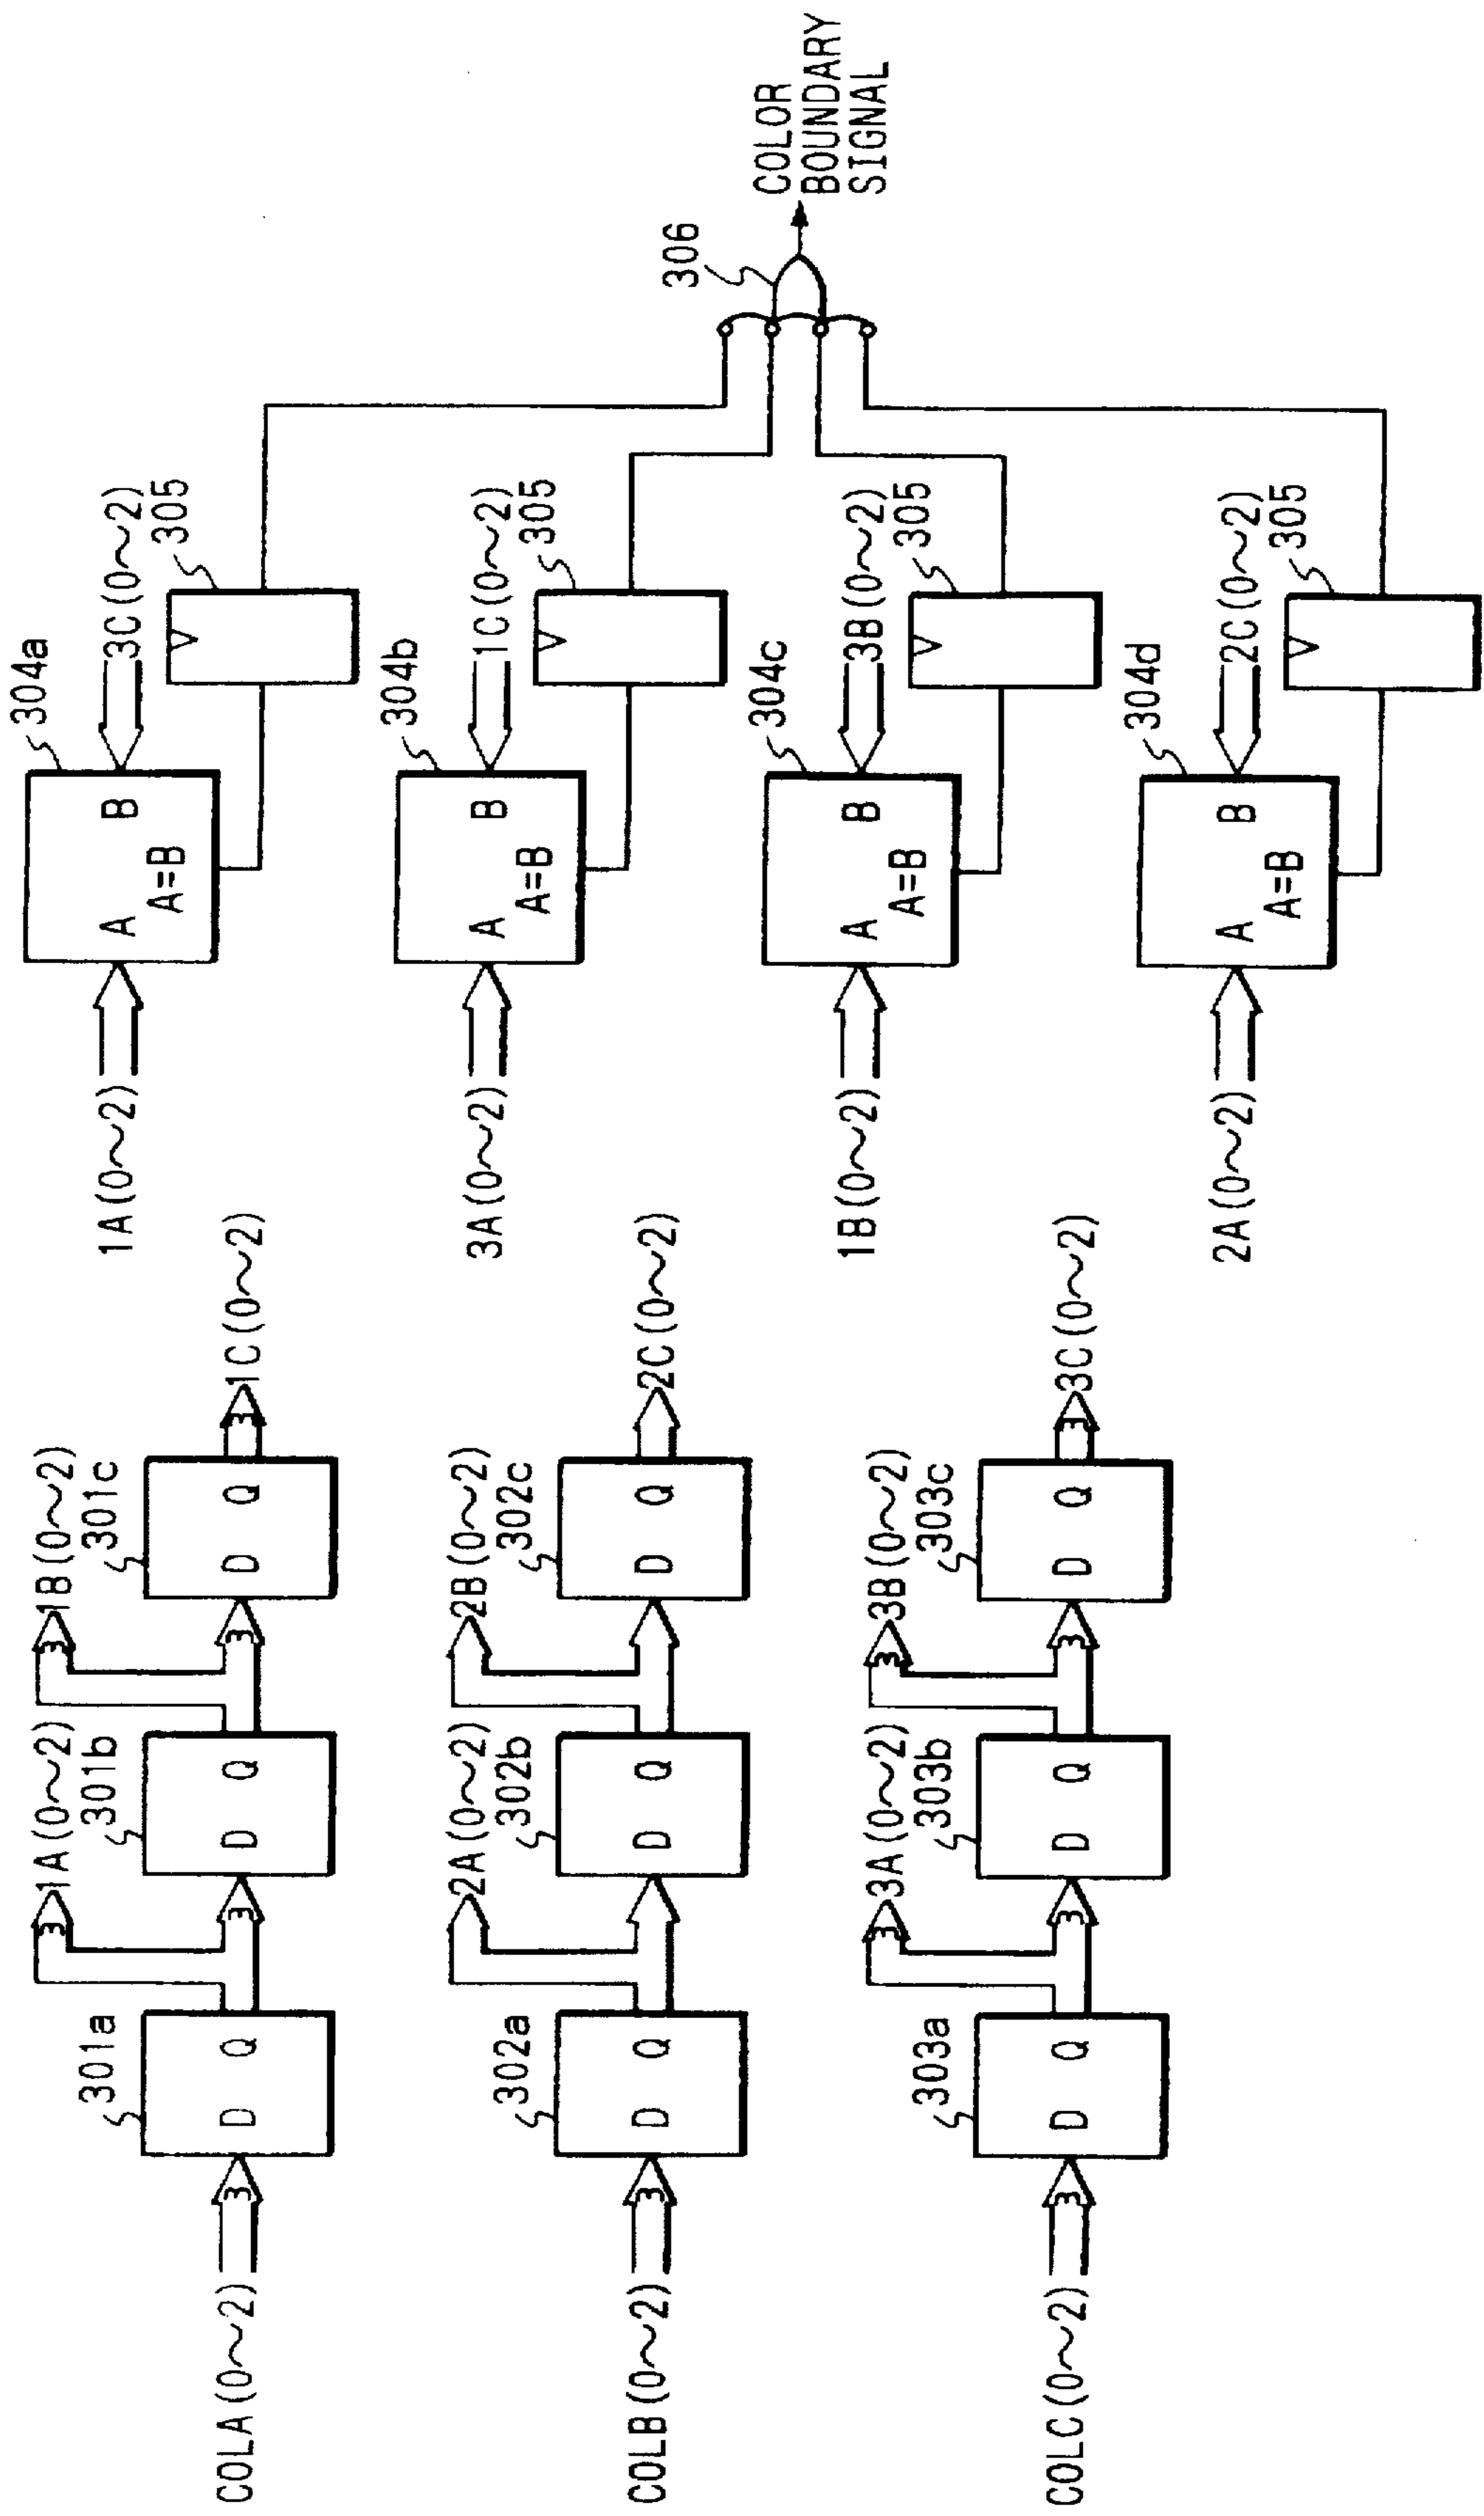 COLA(0~2)
3
301a
D Q
1A(0~2)
3
3
301b
D Q
1B(0~2)
3
3
301c
D Q
3
1C(0~2)
COLB(0~2)
3
302a
D Q
2A(0~2)
302b
D Q
2B(0~2)
302c
D Q
2C(0~2)
COLC(0~2)
3
303a
D Q
3A(0~2)
3
3
303b
D Q
3B(0~2)
3
3
303c
D Q
3
3C(0~2)
1A(0~2)
304a
A B
A=B
3C(0~2)
305
V
3A(0~2)
304b
A B
A=B
1C(0~2)
305
V
1B(0~2)
304c
A B
A=B
3B(0~2)
305
V
2A(0~2)
304d
A B
A=B
2C(0~2)
305
V
306
COLOR
BOUNDARY
SIGNAL